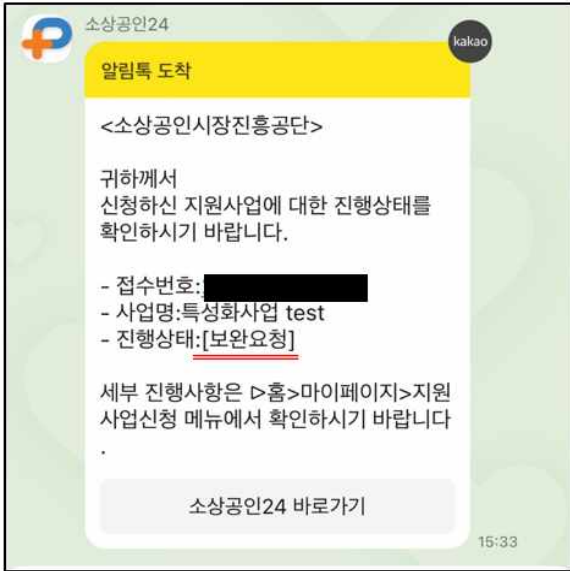 소상공인24
kakao
알림톡 도착
<소상공인시장진흥공단>
귀하께서
신청하신 지원사업에 대한 진행상태를
확인하시기 바랍니다.
- 접수번호:
- 사업명:특성화사업 test
- 진행상태:[보완요청]
세부 진행사항은 ▷홈>마이페이지>지원
사업신청 메뉴에서 확인하시기 바랍니다
.
소상공인24 바로가기
15:33